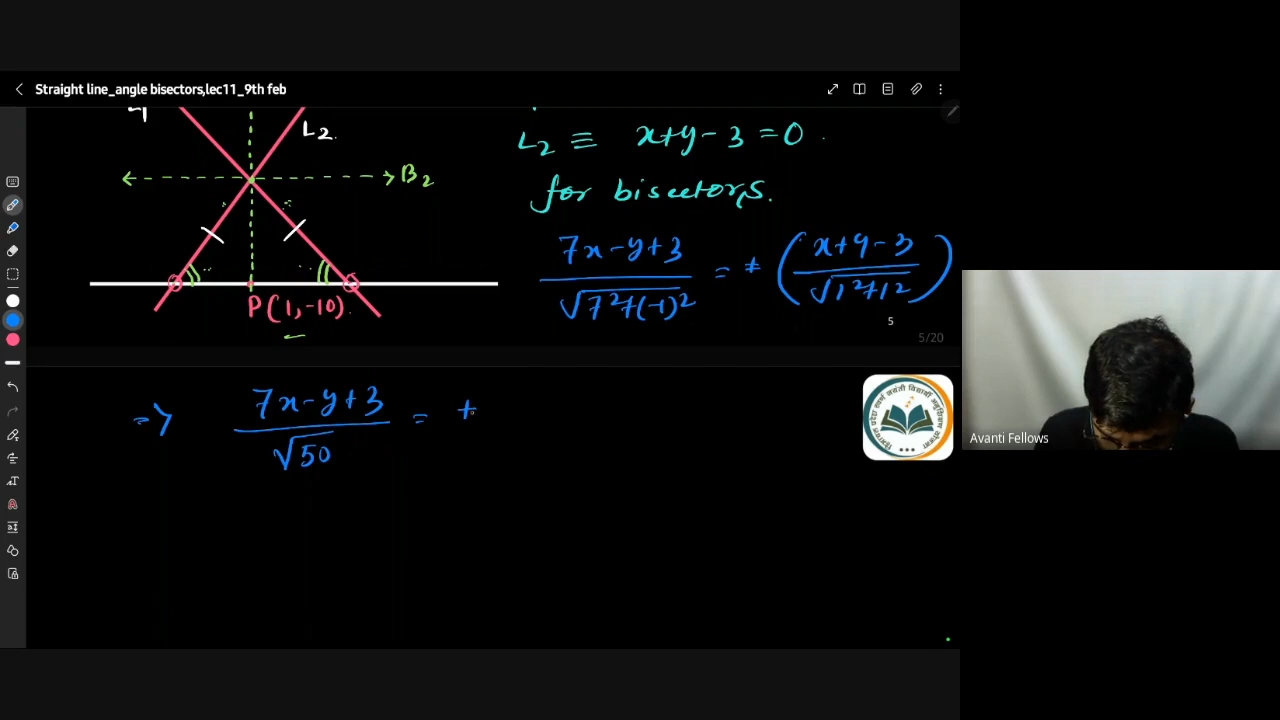 Straight line_angle bisectors,lec11_9th feb
L2.
B2
P(1,-10).
L2 ≡ x+y-3=0.
for bisectors.
7x-y+3 / √7²+(-1)² = ± (x+y-3 / √1²+1²)
5
5/20
=> 7x-y+3 / √50 = +
Avanti Fellows